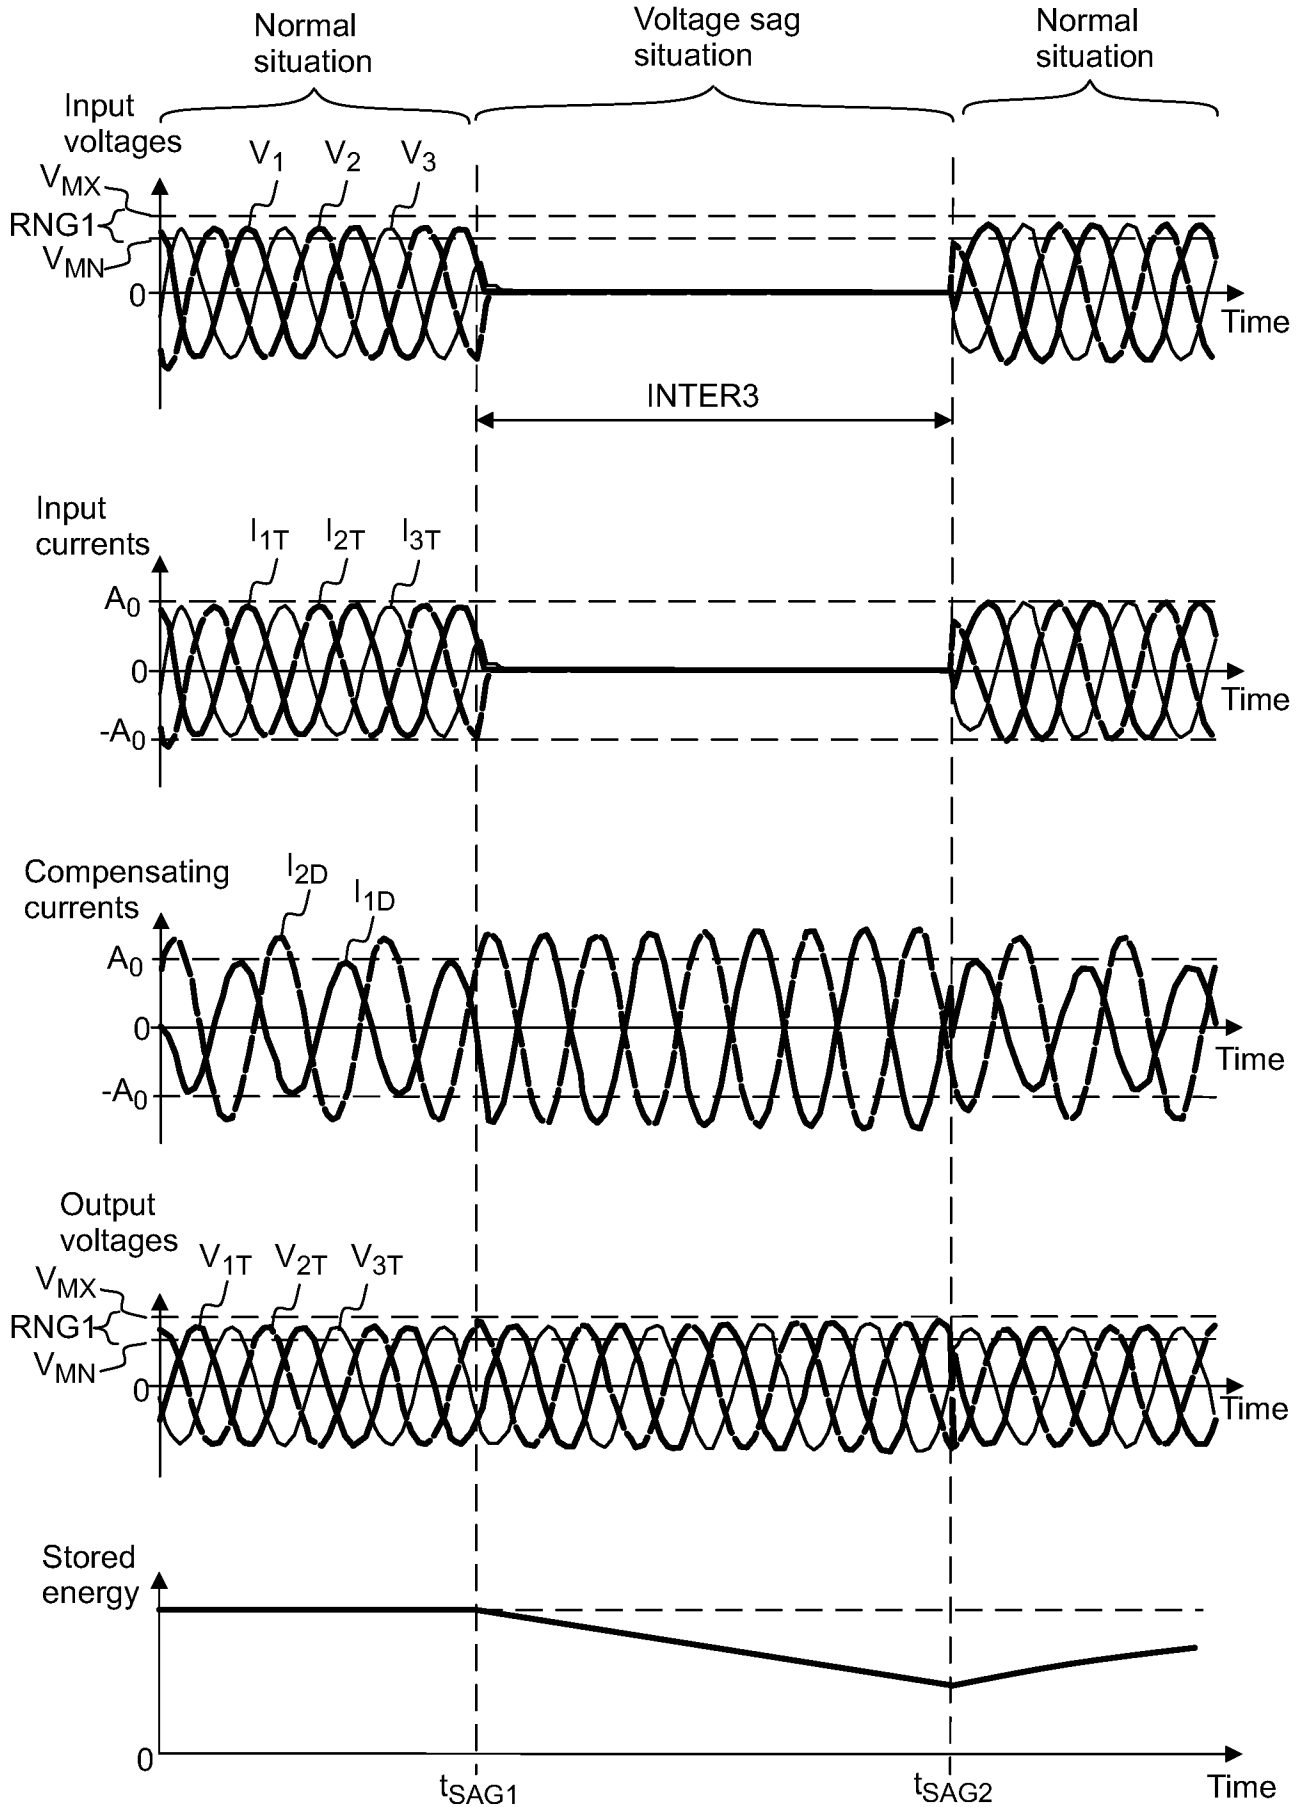 Normal
situation
Voltage sag
situation
Normal
situation
Input
voltages
V1
V2
V3
VMX
RNG1
VMN
0
Time
INTER3
Input
currents
I1T
I2T
I3T
A0
0
-A0
Time
Compensating
currents
I2D
I1D
A0
0
-A0
Time
Output
voltages
V1T
V2T
V3T
VMX
RNG1
VMN
0
Time
Stored
energy
0
tSAG1
tSAG2
Time